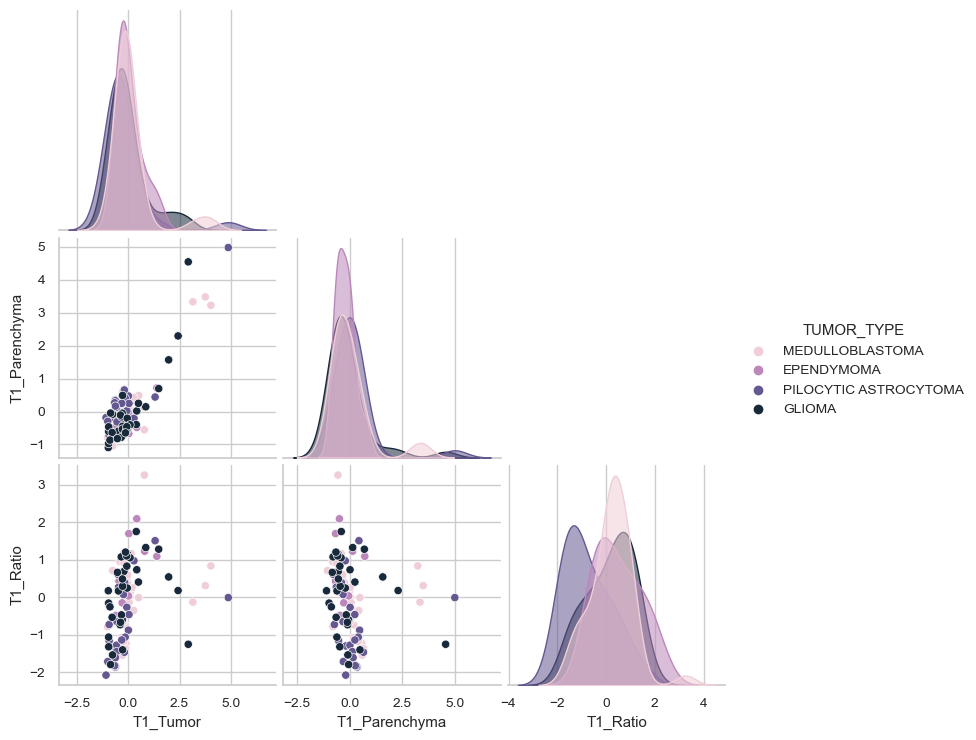 5
4
3
2
1
0
−1
T1_Parenchyma
TUMOR_TYPE
MEDULLOBLASTOMA
EPENDYMOMA
PILOCYTIC ASTROCYTOMA
GLIOMA
3
2
1
0
−1
−2
T1_Ratio
−2.5 0.0 2.5 5.0
T1_Tumor
−2.5 0.0 2.5 5.0
T1_Parenchyma
−4 −2 0 2 4
T1_Ratio